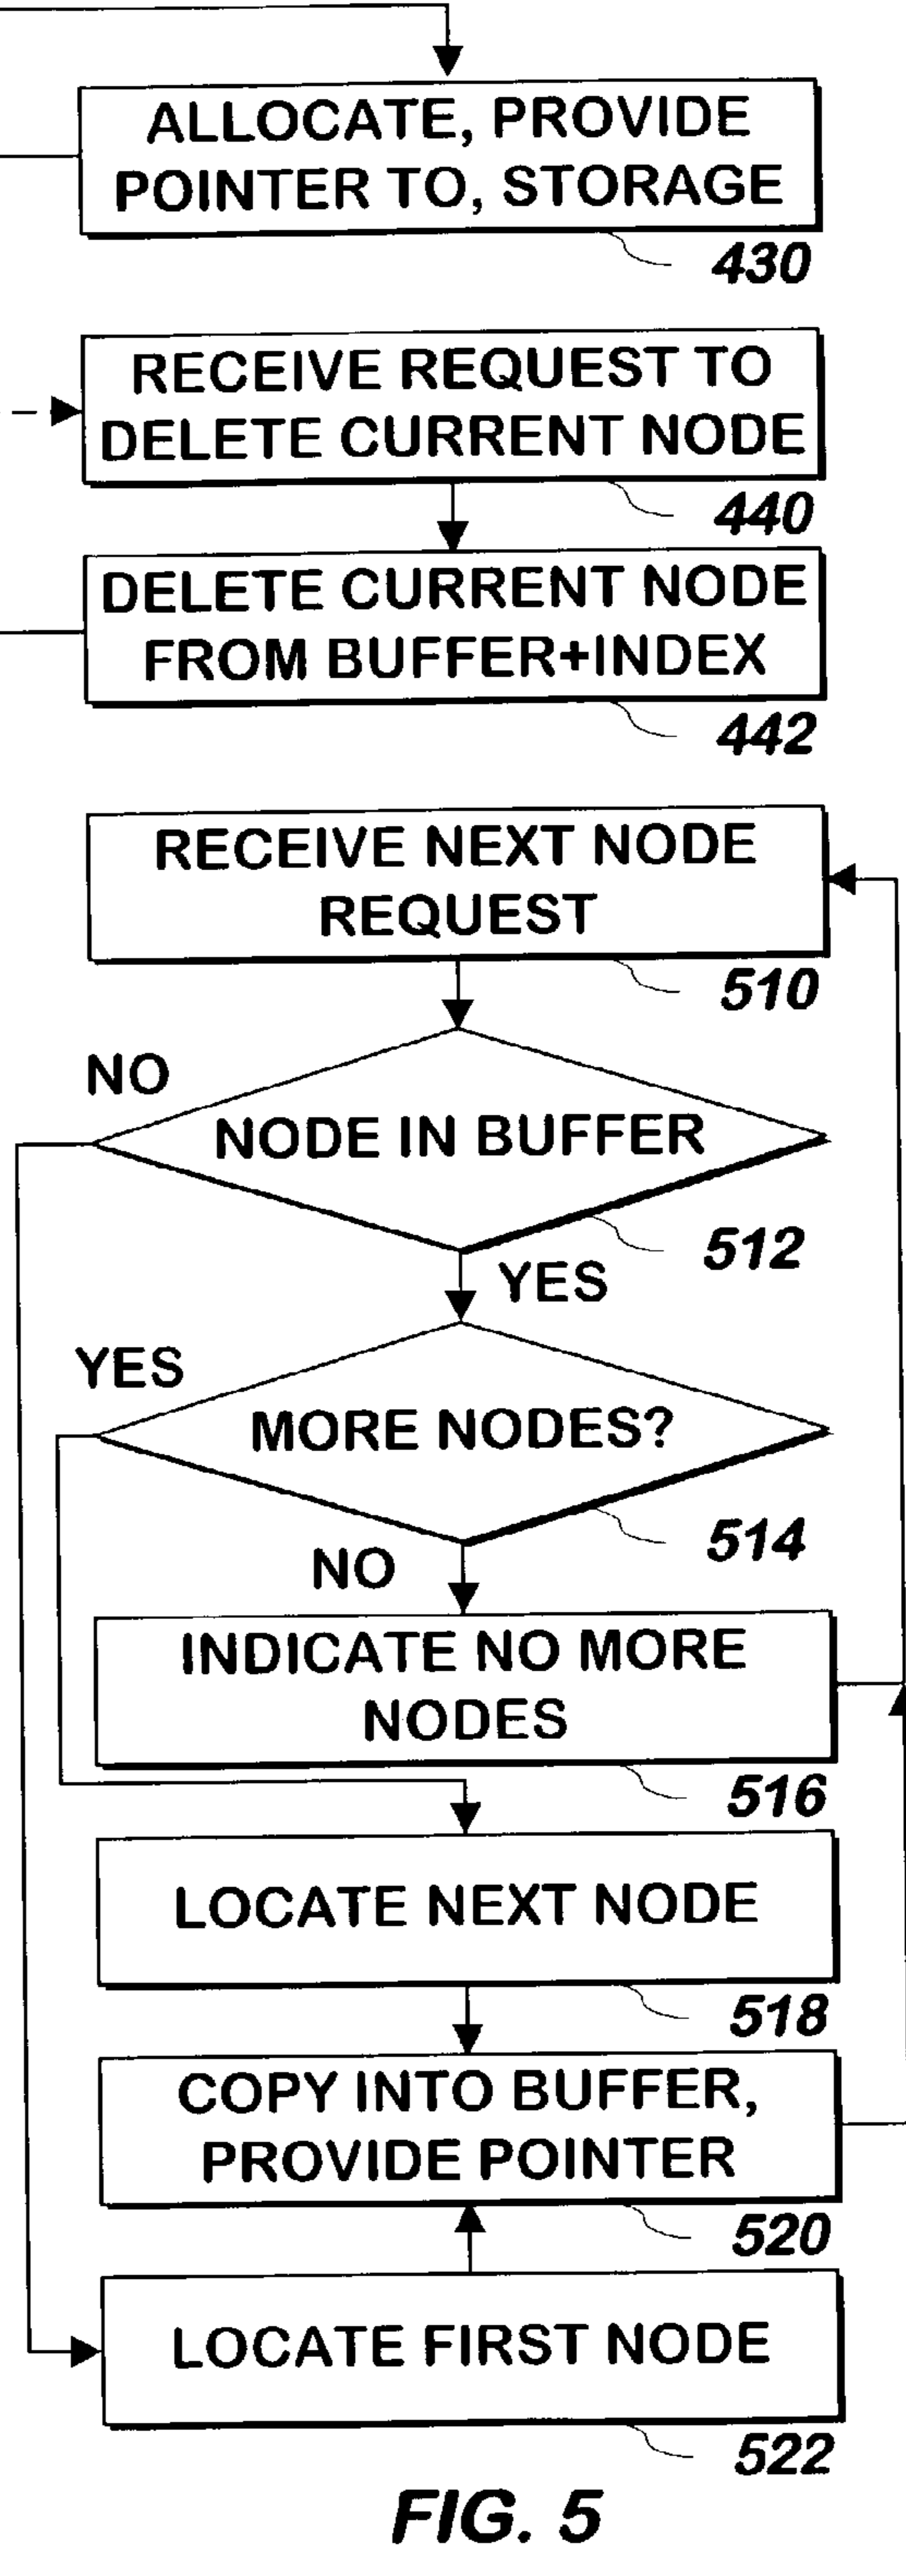 ALLOCATE, PROVIDE
POINTER TO, STORAGE
430
RECEIVE REQUEST TO
DELETE CURRENT NODE
440
DELETE CURRENT NODE
FROM BUFFER+INDEX
442
RECEIVE NEXT NODE
REQUEST
510
NO
NODE IN BUFFER
512
YES
YES
MORE NODES?
514
NO
INDICATE NO MORE
NODES
516
LOCATE NEXT NODE
518
COPY INTO BUFFER,
PROVIDE POINTER
520
LOCATE FIRST NODE
522
FIG. 5